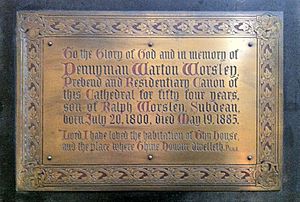 To the Glory of God and in memory of
Dennyman Warton Worsley,
Prebend and Residentiary Canon of
this Cathedral for fifty four years,
son of Ralph Worsley, Subdean,
born July 20, 1800, died May 19, 1885.
Lord I have loved the habitation of Thy House,
and the place where Thine Honour dwelleth.